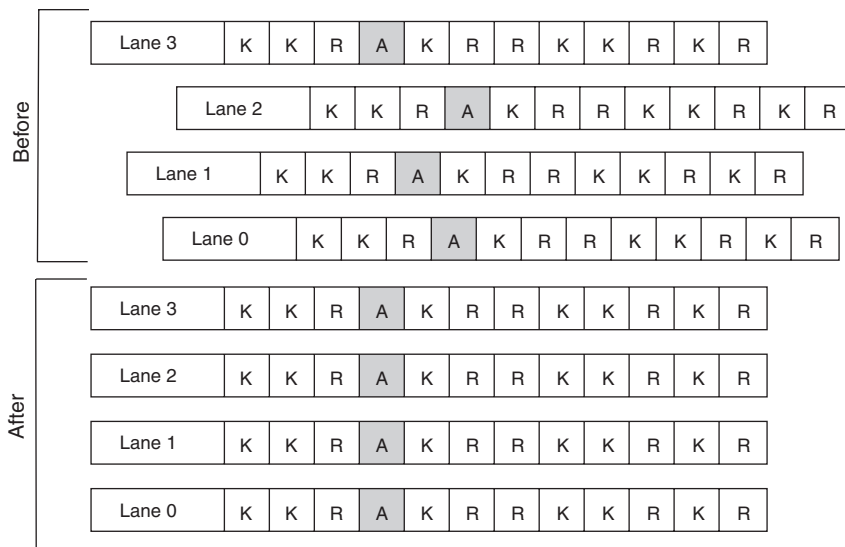 Before
Lane 3 K K R A K R R K K R K R
Lane 2 K K R A K R R K K R K R
Lane 1 K K R A K R R K K R K R
Lane 0 K K R A K R R K K R K R
After
Lane 3 K K R A K R R K K R K R
Lane 2 K K R A K R R K K R K R
Lane 1 K K R A K R R K K R K R
Lane 0 K K R A K R R K K R K R